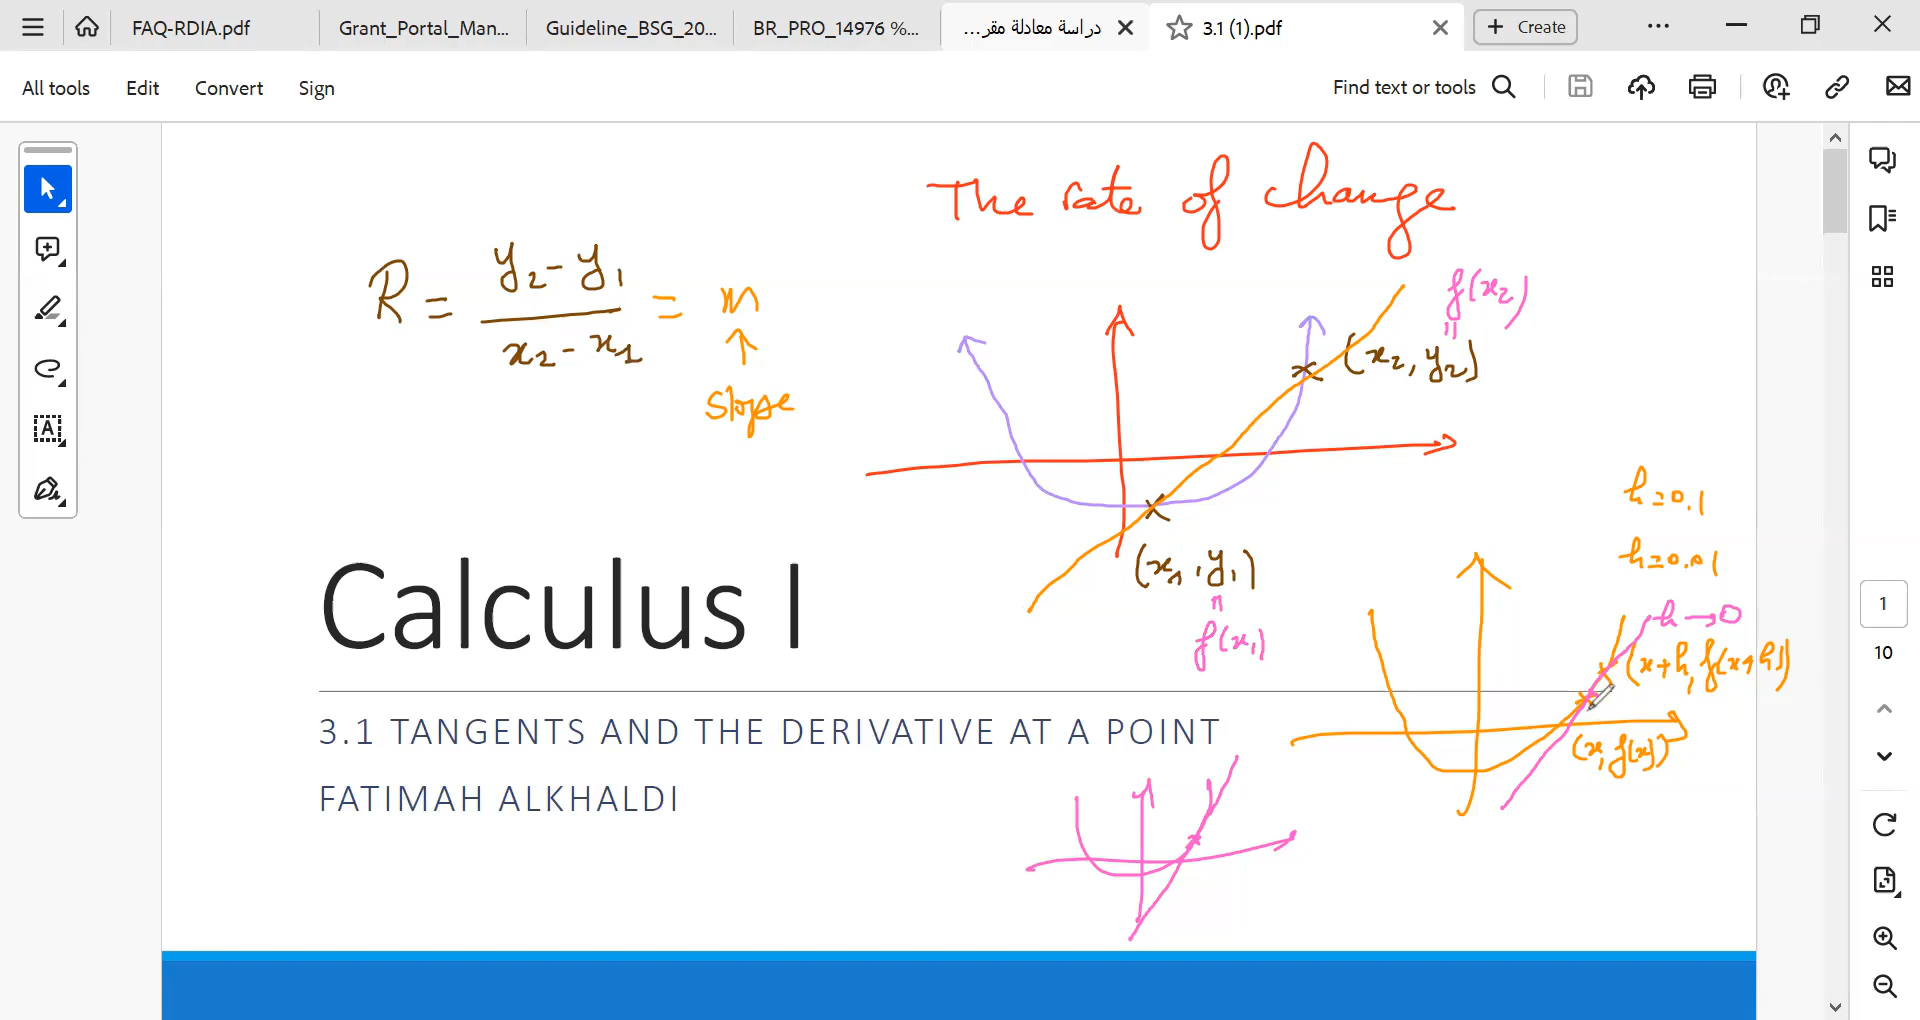 FAQ-RDIA.pdf
Grant_Portal_Man...
Guideline_BSG_20...
BR_PRO_14976 %...
دراسة معادلة مقر...
3.1 (1).pdf
Create
All tools
Edit
Convert
Sign
Find text or tools
The rate of change
R = y2 - y1 / x2 - x1 = m
slope
f(x2)
(x2, y2)
(x1, y1)
f(x1)
h=0.1
h=0.01
h→0
(x+h, f(x+h))
(x, f(x))
Calculus I
3.1 TANGENTS AND THE DERIVATIVE AT A POINT
FATIMAH ALKHALDI
1
10